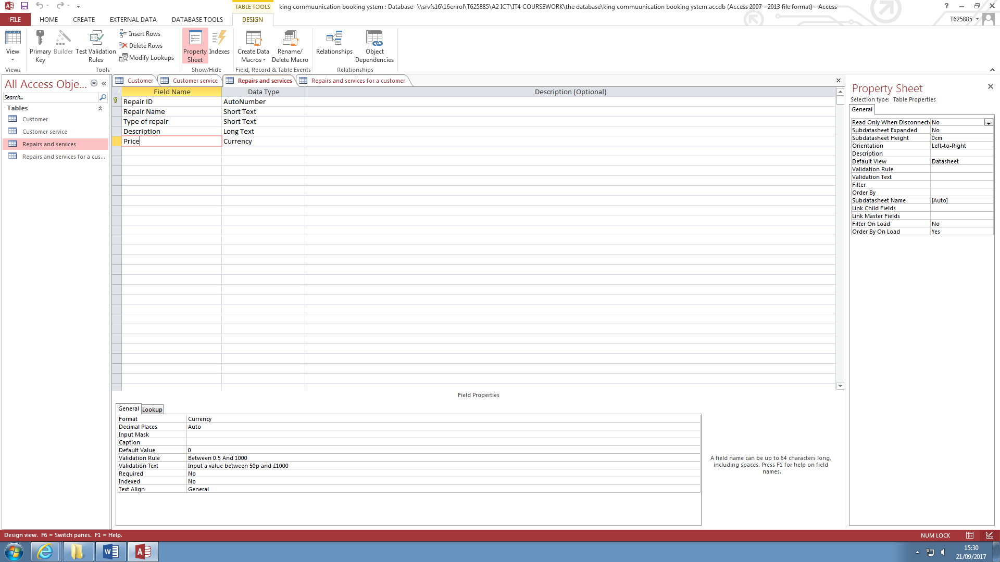 TABLE TOOLS
king commuunication booking ystem : Database- \\srvfs16\16enrol\T625885\A2 ICT\IT4 COURSEWORK\the database\king commuunication booking ystem.accdb (Access 2007 - 2013 file format) - Access
FILE HOME CREATE EXTERNAL DATA DATABASE TOOLS DESIGN
T625885
View
Primary Key
Builder
Test Validation Rules
Insert Rows
Delete Rows
Modify Lookups
Property Sheet
Indexes
Create Data Macros
Rename/ Delete Macro
Relationships
Object Dependencies
Views Tools Show/Hide Field, Record & Table Events Relationships
All Access Obje...
Search...
Tables
Customer
Customer service
Repairs and services
Repairs and services for a cus...
Customer Customer service Repairs and services Repairs and services for a customer
Field Name Data Type Description (Optional)
Repair ID AutoNumber
Repair Name Short Text
Type of repair Short Text
Description Long Text
Price Currency
Field Properties
General Lookup
Format Currency
Decimal Places Auto
Input Mask
Caption
Default Value 0
Validation Rule Between 0.5 And 1000
Validation Text Input a value between 50p and £1000
Required No
Indexed No
Text Align General
A field name can be up to 64 characters long,
including spaces. Press F1 for help on field
names.
Property Sheet
Selection type: Table Properties
General
Read Only When Disconnecte No
Subdatasheet Expanded No
Subdatasheet Height 0cm
Orientation Left-to-Right
Description
Default View Datasheet
Validation Rule
Validation Text
Filter
Order By
Subdatasheet Name [Auto]
Link Child Fields
Link Master Fields
Filter On Load No
Order By On Load Yes
Design view. F6 = Switch panes. F1 = Help.
NUM LOCK
15:30
21/09/2017